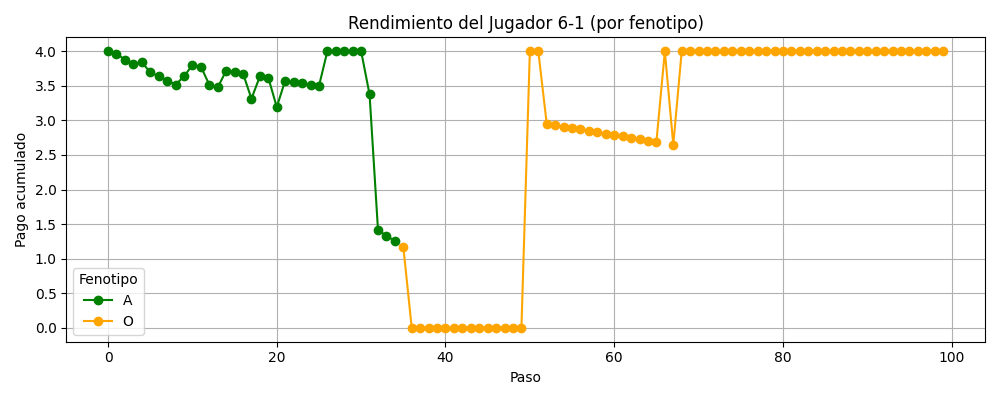 Rendimiento del Jugador 6-1 (por fenotipo)
Pago acumulado
4.0
3.5
3.0
2.5
2.0
1.5
1.0
0.5
0.0
Fenotipo
A
O
0 20 40 60 80 100
Paso